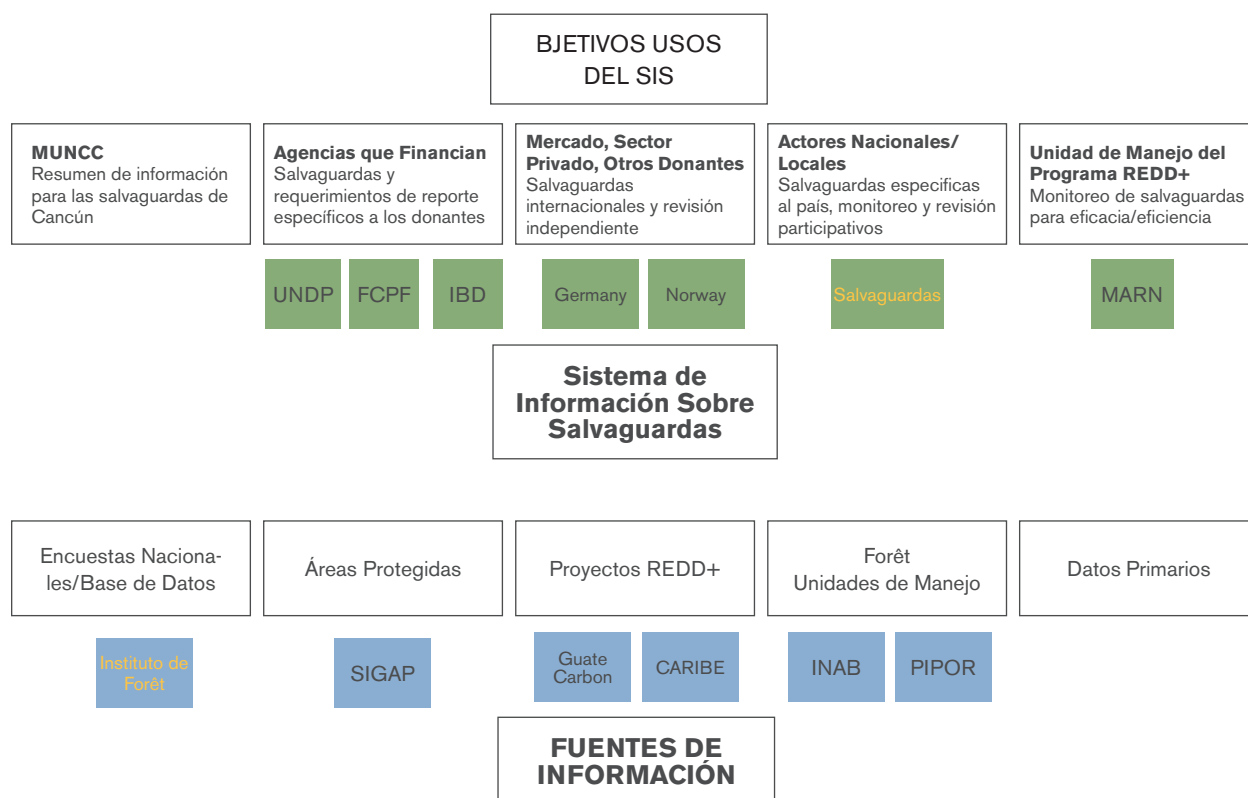 BJETIVOS USOS
DEL SIS
MUNCC
Resumen de información
para las salvaguardas de
Cancún
Agencias que Financian
Salvaguardas y
requerimientos de reporte
específicos a los donantes
Mercado, Sector
Privado, Otros Donantes
Salvaguardas
internacionales y revisión
independiente
Actores Nacionales/
Locales
Salvaguardas especificas
al país, monitoreo y revisión
participativos
Unidad de Manejo del
Programa REDD+
Monitoreo de salvaguardas
para eficacia/eficiencia
UNDP
FCPF
IBD
Germany
Norway
Salvaguardas
MARN
Sistema de
Información Sobre
Salvaguardas
Encuestas Naciona-
les/Base de Datos
Áreas Protegidas
Proyectos REDD+
Forêt
Unidades de Manejo
Datos Primarios
Instituto de
Forêt
SIGAP
Guate
Carbon
CARIBE
INAB
PIPOR
FUENTES DE
INFORMACIÓN